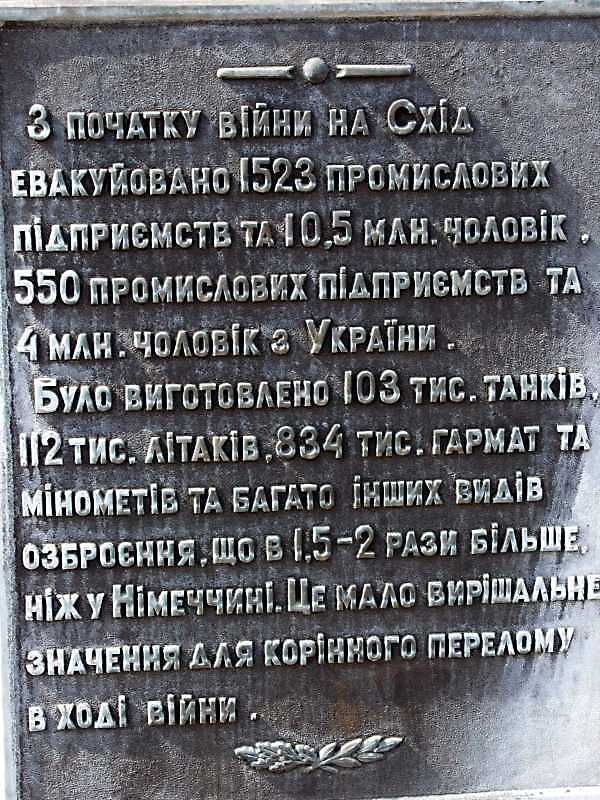 З початку війни на Схід
евакуйовано 1523 промислових
підприємств та 10,5 млн. чоловік.
550 промислових підприємств та
4 млн. чоловік з України.
Було виготовлено 103 тис. танків,
112 тис. літаків, 834 тис. гармат та
мінометів та багато інших видів
озброєння, що в 1,5-2 рази більше,
ніж у Німеччині. Це мало вирішальне
значення для корінного перелому
в ході війни.